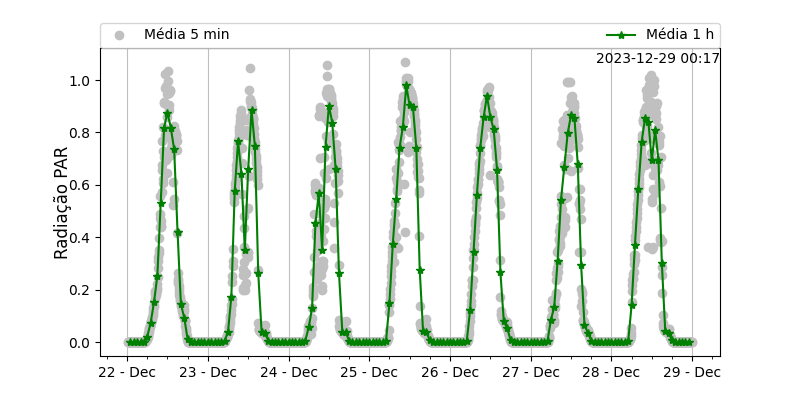 Média 5 min
Média 1 h
2023-12-29 00:17
Radiação PAR
1.0
0.8
0.6
0.4
0.2
0.0
22 - Dec
23 - Dec
24 - Dec
25 - Dec
26 - Dec
27 - Dec
28 - Dec
29 - Dec